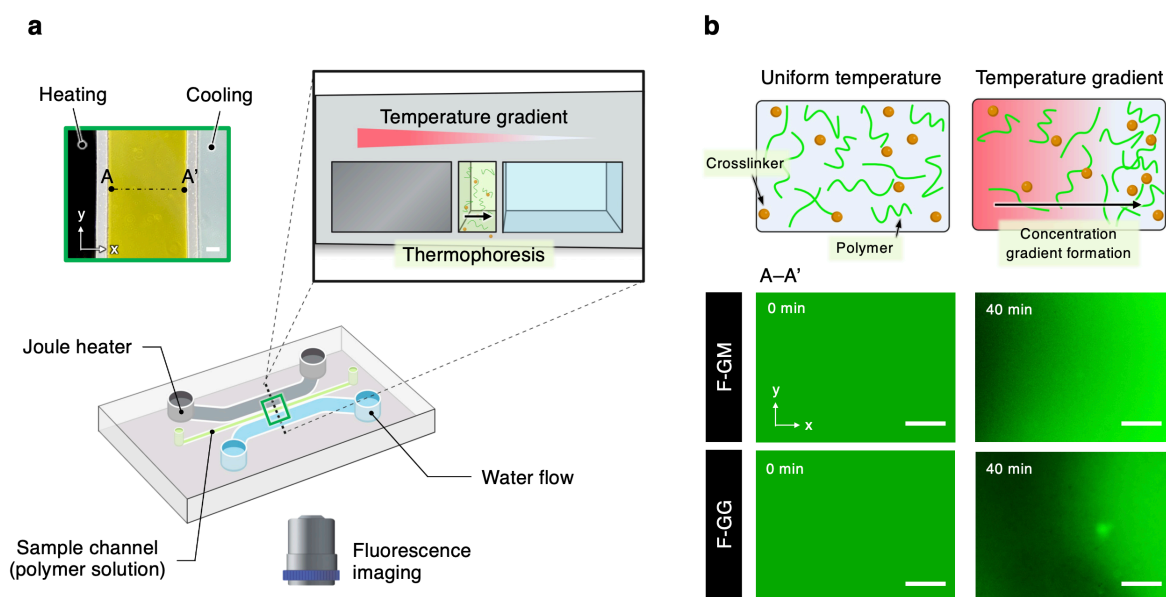 a
Heating
Cooling
A
A'
y
x
Temperature gradient
Thermophoresis
Joule heater
Water flow
Sample channel
(polymer solution)
Fluorescence
imaging
b
Uniform temperature
Temperature gradient
Crosslinker
Polymer
Concentration
gradient formation
A–A'
F-GM
0 min
y
x
40 min
F-GG
0 min
40 min